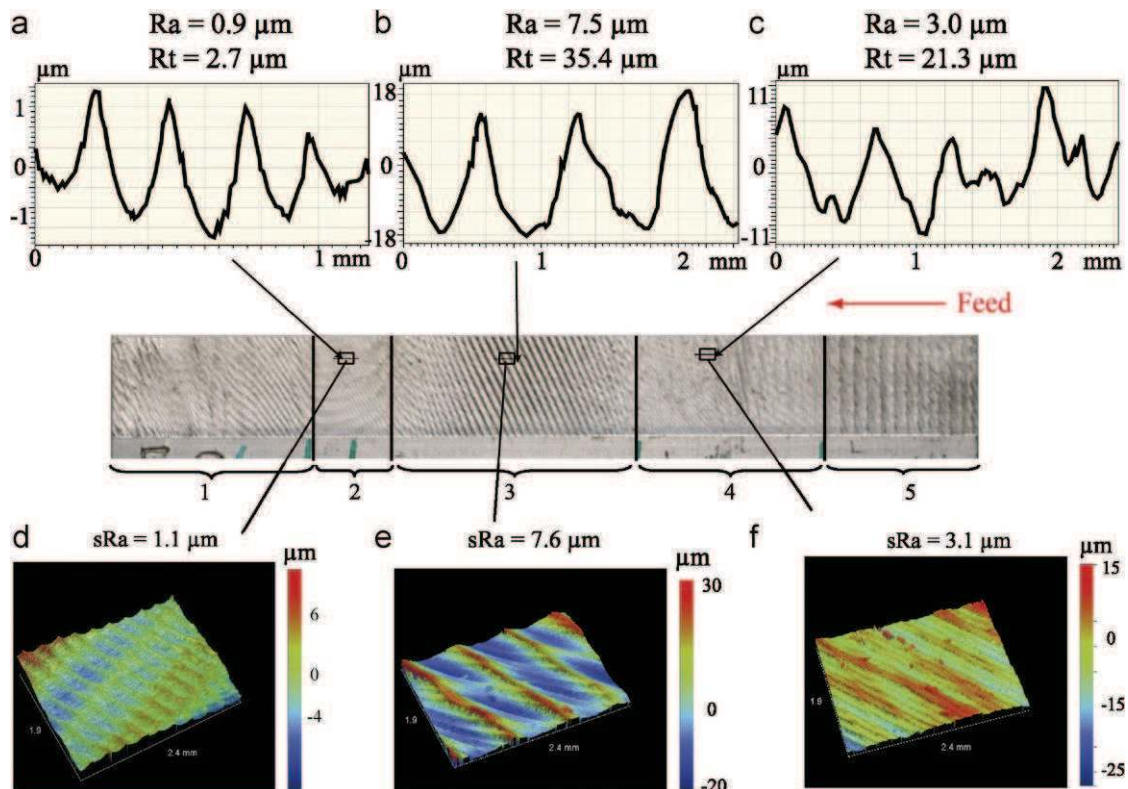 a
Ra = 0.9 µm
Rt = 2.7 µm
b
Ra = 7.5 µm
Rt = 35.4 µm
c
Ra = 3.0 µm
Rt = 21.3 µm
µm
1
0
-1
0
1 mm
18
0
-18
1
2
mm
11
0
-11
0
1
2
mm
Feed
1
2
3
4
5
d
sRa = 1.1 µm
µm
6
0
-4
1.9
2.4 mm
e
sRa = 7.6 µm
µm
30
0
-20
1.9
2.4 mm
f
sRa = 3.1 µm
µm
15
0
-15
-25
1.9
2.4 mm